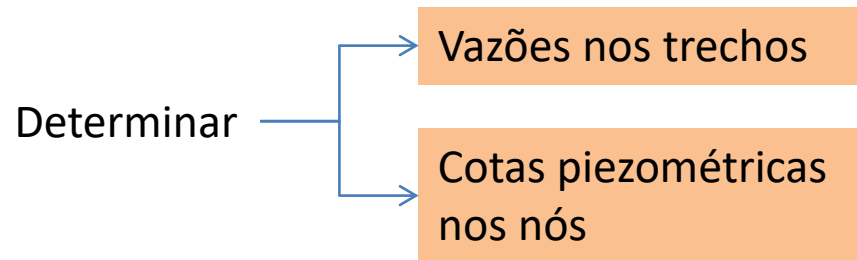 Vazões nos trechos
Determinar
Cotas piezométricas
nos nós